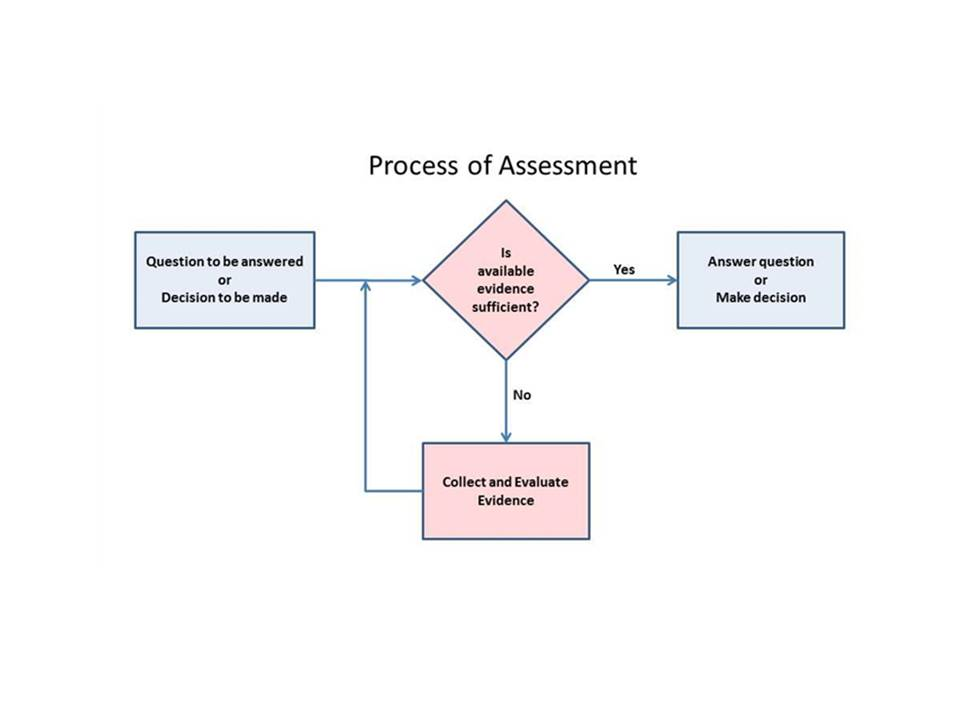 Process of Assessment
Question to be answered
or
Decision to be made
Is
available
evidence
sufficient?
Yes
Answer question
or
Make decision
No
Collect and Evaluate
Evidence